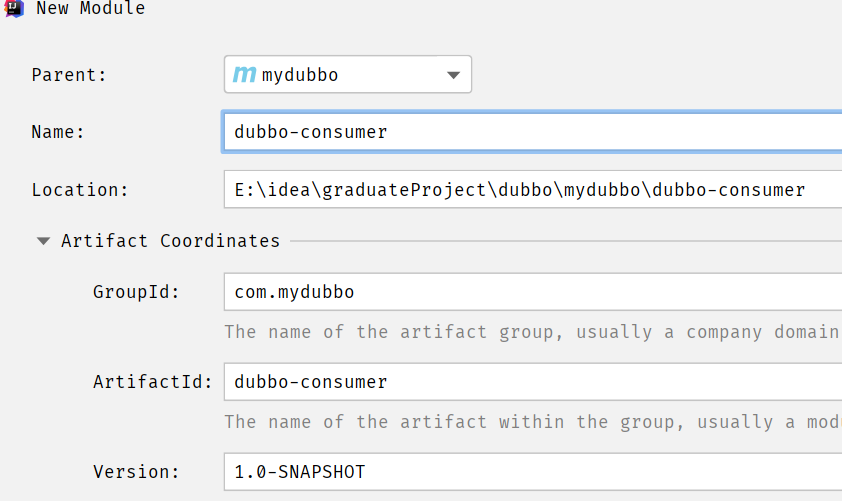 New Module
Parent: mydubbo
Name: dubbo-consumer
Location: E:\idea\graduateProject\dubbo\mydubbo\dubbo-consumer
Artifact Coordinates
GroupId: com.mydubbo
The name of the artifact group, usually a company domain
ArtifactId: dubbo-consumer
The name of the artifact within the group, usually a mod
Version: 1.0-SNAPSHOT